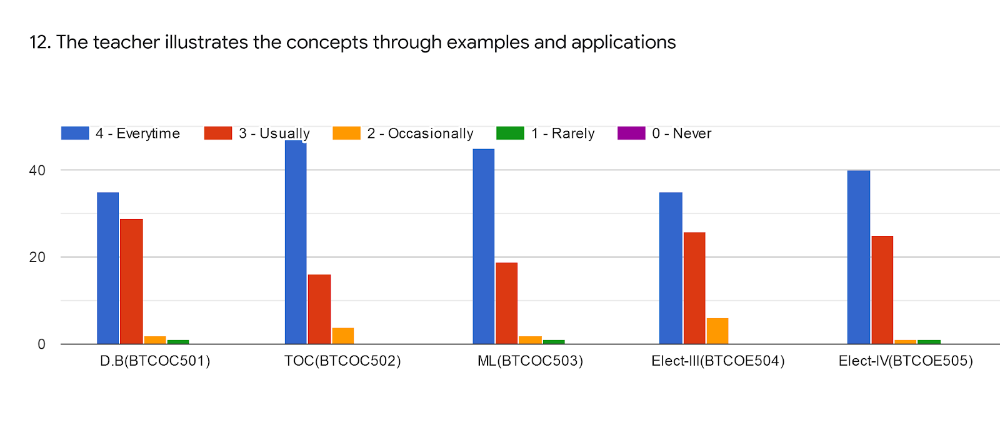 12. The teacher illustrates the concepts through examples and applications
4 - Everytime 3 - Usually 2 - Occasionally 1 - Rarely 0 - Never
40
20
0
D.B(BTCOC501) TOC(BTCOC502) ML(BTCOC503) Elect-III(BTCOE504) Elect-IV(BTCOE505)